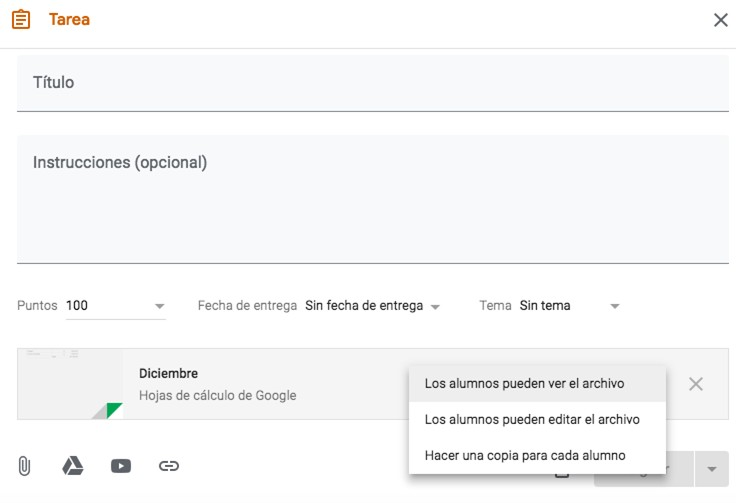 Tarea
Título
Instrucciones (opcional)
Puntos 100 Fecha de entrega Sin fecha de entrega Tema Sin tema
Diciembre
Hojas de cálculo de Google
Los alumnos pueden ver el archivo
Los alumnos pueden editar el archivo
Hacer una copia para cada alumno